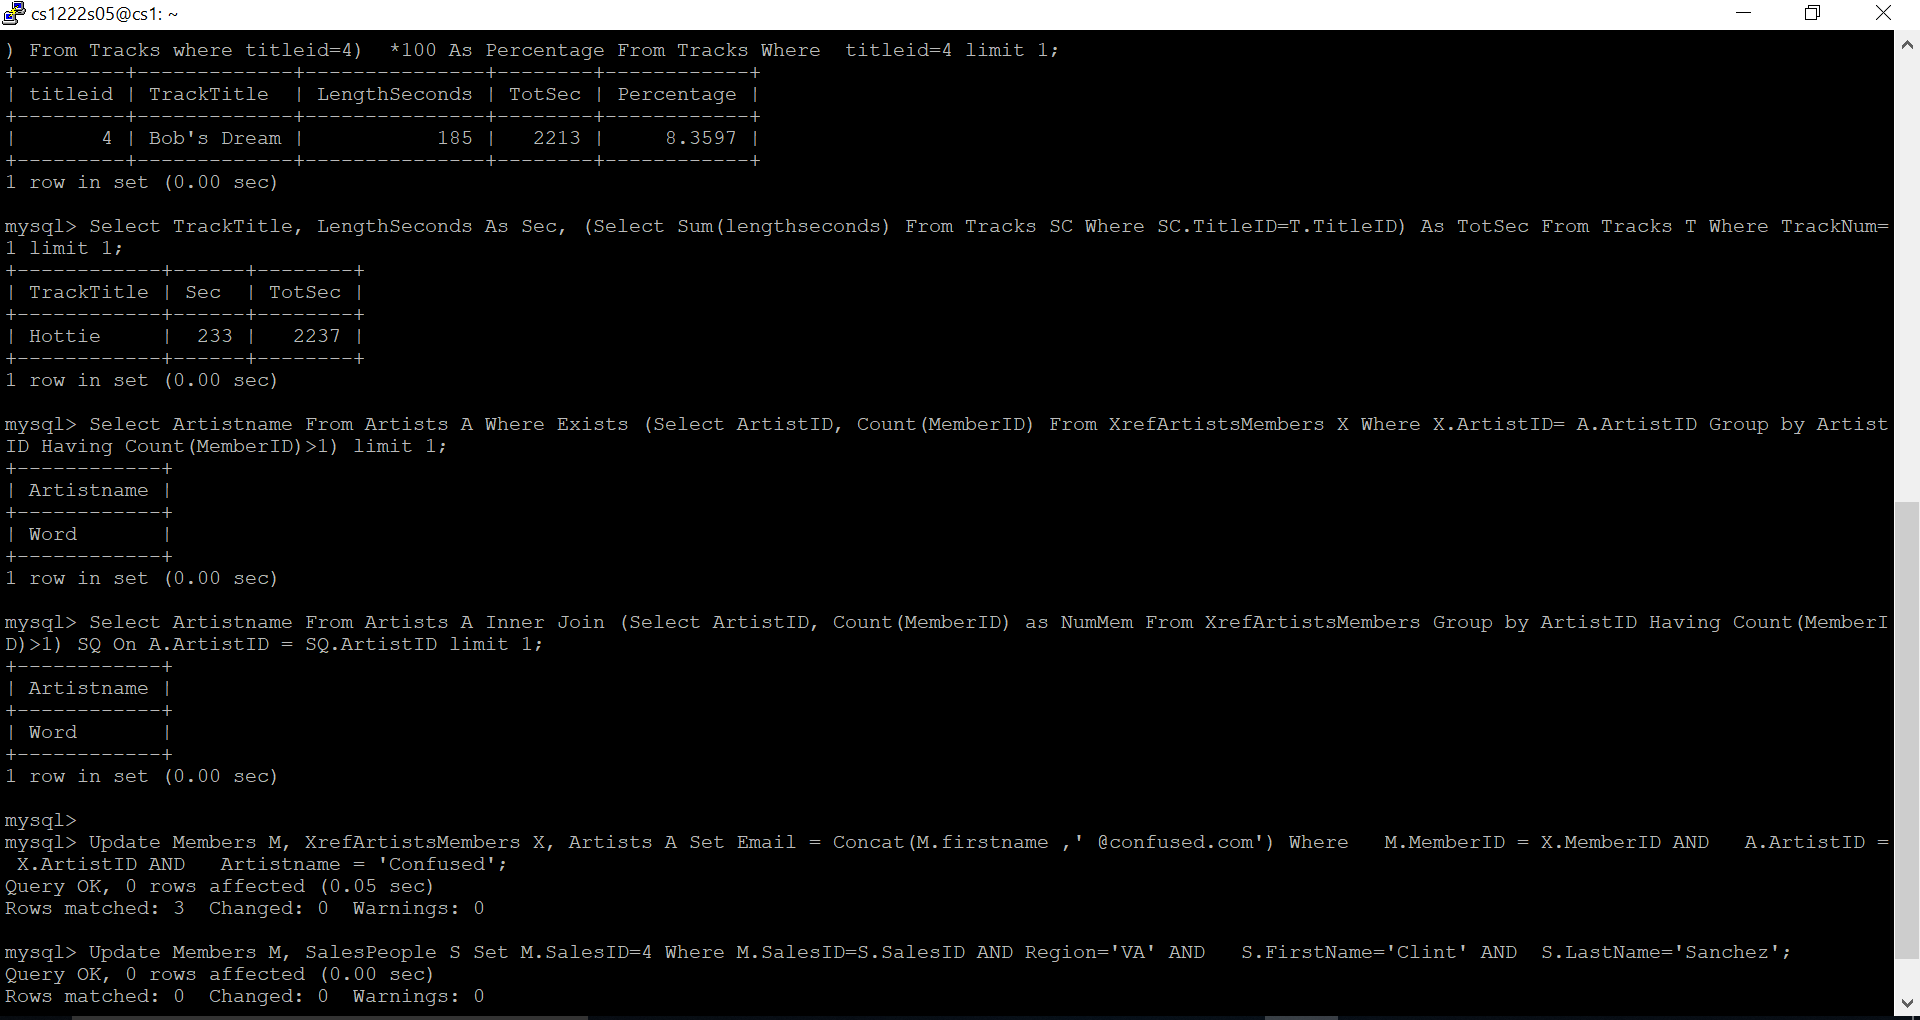 cs1222s05@cs1: ~
) From Tracks where titleid=4)  *100 As Percentage From Tracks Where  titleid=4 limit 1;
+---------+-------------+---------------+--------+------------+
| titleid | TrackTitle  | LengthSeconds | TotSec | Percentage |
+---------+-------------+---------------+--------+------------+
|       4 | Bob's Dream |           185 |   2213 |     8.3597 |
+---------+-------------+---------------+--------+------------+
1 row in set (0.00 sec)
mysql> Select TrackTitle, LengthSeconds As Sec, (Select Sum(lengthseconds) From Tracks SC Where SC.TitleID=T.TitleID) As TotSec From Tracks T Where TrackNum=
1 limit 1;
+------------+------+--------+
| TrackTitle | Sec  | TotSec |
+------------+------+--------+
| Hottie     |  233 |   2237 |
+------------+------+--------+
1 row in set (0.00 sec)
mysql> Select Artistname From Artists A Where Exists (Select ArtistID, Count(MemberID) From XrefArtistsMembers X Where X.ArtistID= A.ArtistID Group by Artist
ID Having Count(MemberID)>1) limit 1;
+------------+
| Artistname |
+------------+
| Word       |
+------------+
1 row in set (0.00 sec)
mysql> Select Artistname From Artists A Inner Join (Select ArtistID, Count(MemberID) as NumMem From XrefArtistsMembers Group by ArtistID Having Count(MemberI
D)>1) SQ On A.ArtistID = SQ.ArtistID limit 1;
+------------+
| Artistname |
+------------+
| Word       |
+------------+
1 row in set (0.00 sec)
mysql>
mysql> Update Members M, XrefArtistsMembers X, Artists A Set Email = Concat(M.firstname ,' @confused.com') Where   M.MemberID = X.MemberID AND   A.ArtistID =
 X.ArtistID AND   Artistname = 'Confused';
Query OK, 0 rows affected (0.05 sec)
Rows matched: 3  Changed: 0  Warnings: 0
mysql> Update Members M, SalesPeople S Set M.SalesID=4 Where M.SalesID=S.SalesID AND Region='VA' AND   S.FirstName='Clint' AND  S.LastName='Sanchez';
Query OK, 0 rows affected (0.00 sec)
Rows matched: 0  Changed: 0  Warnings: 0